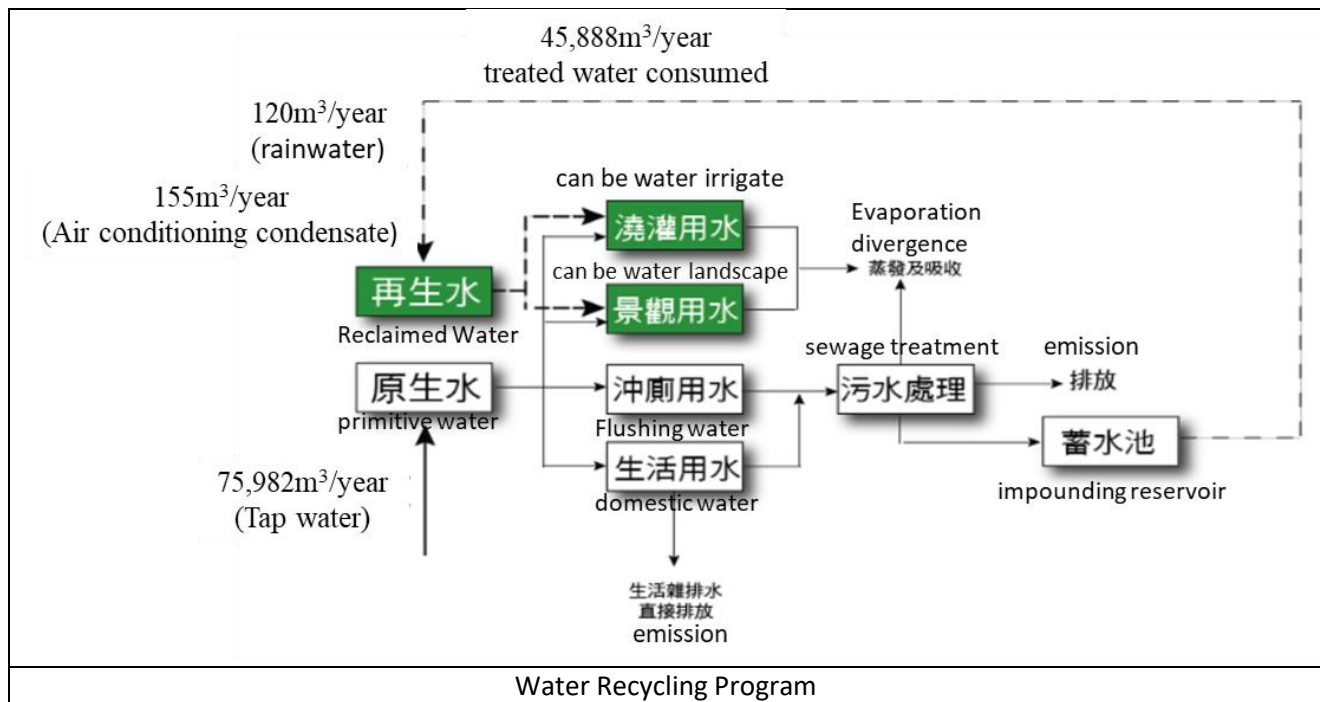 45,888m³/year
treated water consumed
120m³/year
(rainwater)
155m³/year
(Air conditioning condensate)
can be water irrigate
澆灌用水
Evaporation
divergence
蒸發及吸收
can be water landscape
景觀用水
再生水
Reclaimed Water
原生水
primitive water
沖廁用水
Flushing water
sewage treatment
污水處理
emission
排放
生活用水
domestic water
蓄水池
impounding reservoir
75,982m³/year
(Tap water)
生活雜排水
直接排放
emission
Water Recycling Program